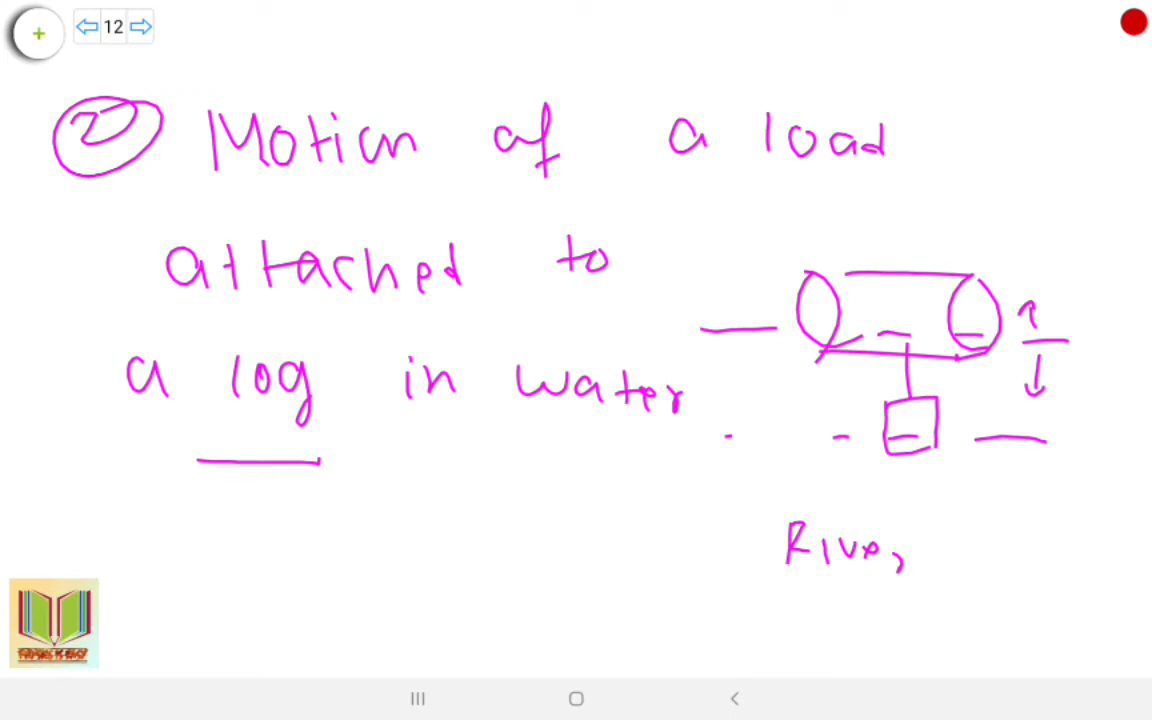 12
② Motion of a load
attached to
a log in water
River